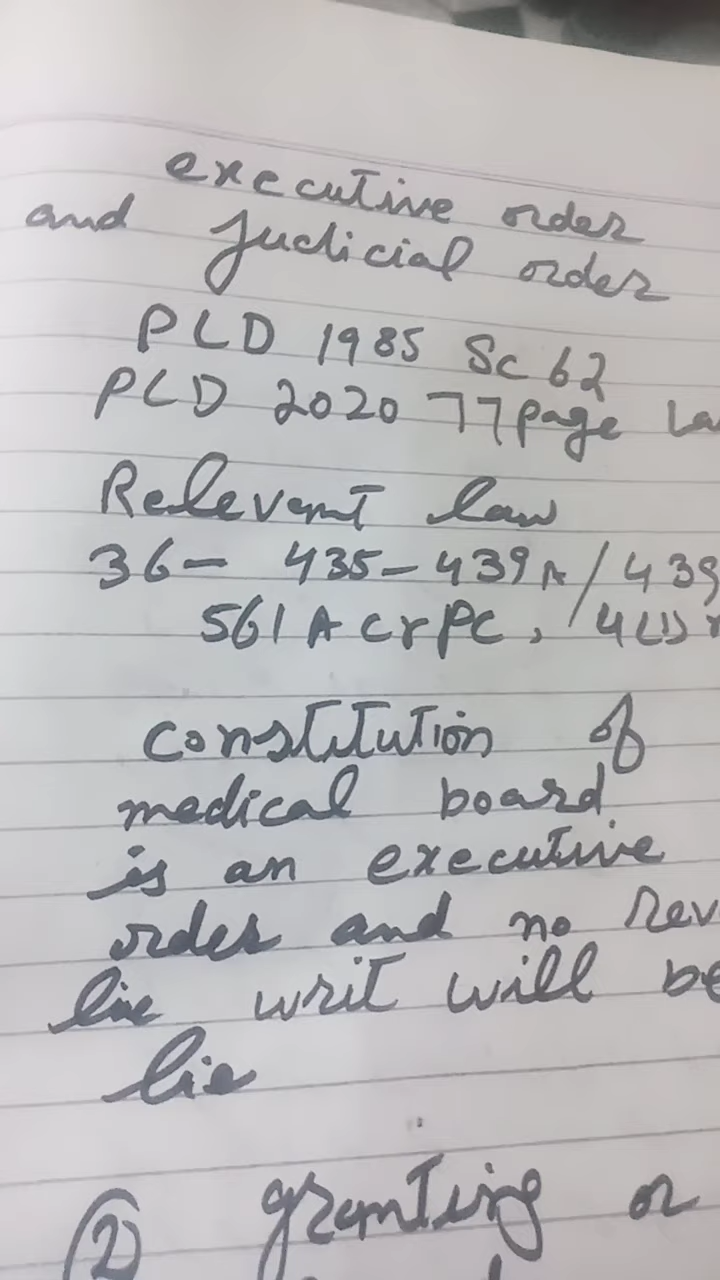 executive order
and Judicial order
PLD 1985 Sc 62
PLD 2020 77 page La
Relevent law
36 - 435 - 439 A / 439
561 A CrPC,
constitution of
medical board
is an executive
order and no Rev
lie writ will be
lie
② granting or